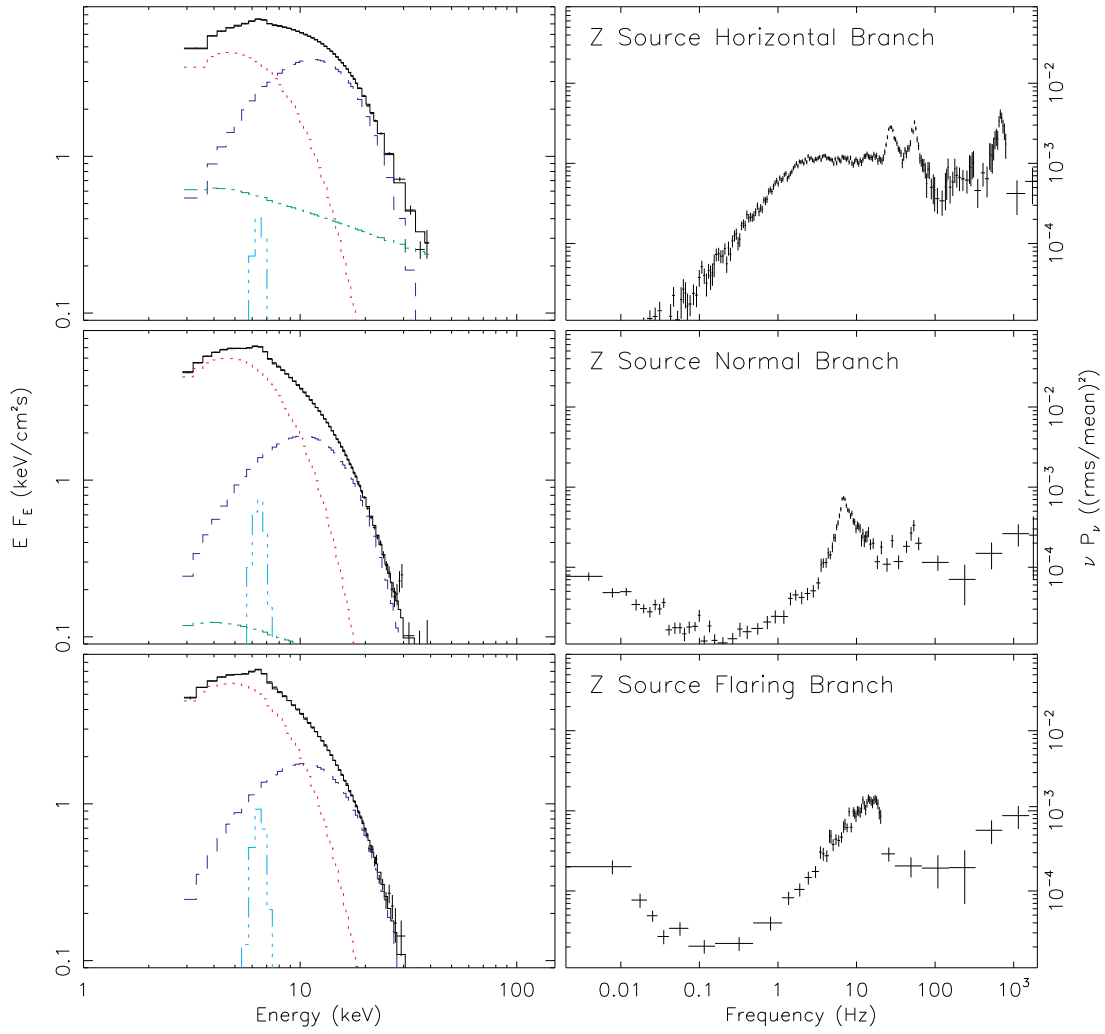 Z Source Horizontal Branch
10⁻²
10⁻³
10⁻⁴
1
0.1
Z Source Normal Branch
10⁻²
10⁻³
10⁻⁴
1
0.1
Z Source Flaring Branch
10⁻²
10⁻³
10⁻⁴
1
0.1
E F_E (keV/cm²s)
ν P_ν ((rms/mean)²)
1 10 100
Energy (keV)
0.01 0.1 1 10 100 10³
Frequency (Hz)